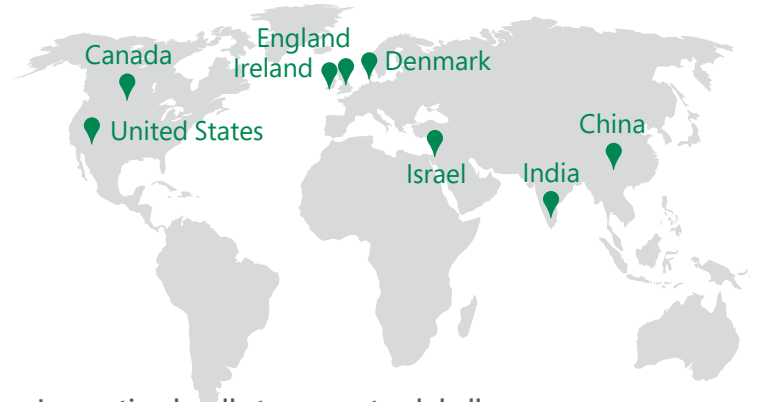 England
Canada
Ireland
Denmark
United States
China
Israel
India